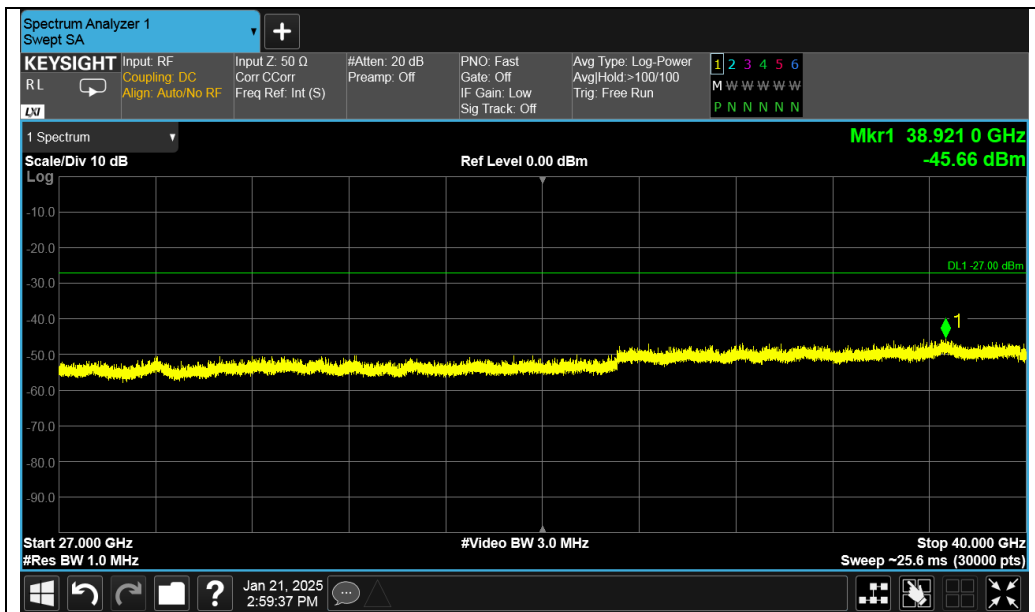 Spectrum Analyzer 1
Swept SA
+
KEYSIGHT
RL
LXI
Input: RF
Coupling: DC
Align: Auto/No RF
Input Z: 50 Ω
Corr CCorr
Freq Ref: Int (S)
#Atten: 20 dB
Preamp: Off
PNO: Fast
Gate: Off
IF Gain: Low
Sig Track: Off
Avg Type: Log-Power
Avg|Hold:>100/100
Trig: Free Run
1 2 3 4 5 6
M W W W W W
P N N N N N
1 Spectrum
Mkr1 38.921 0 GHz
Scale/Div 10 dB
Ref Level 0.00 dBm
-45.66 dBm
Log
-10.0
-20.0
DL1 -27.00 dBm
-30.0
-40.0
1
-50.0
-60.0
-70.0
-80.0
-90.0
Start 27.000 GHz
#Video BW 3.0 MHz
Stop 40.000 GHz
#Res BW 1.0 MHz
Sweep ~25.6 ms (30000 pts)
?
Jan 21, 2025
2:59:37 PM